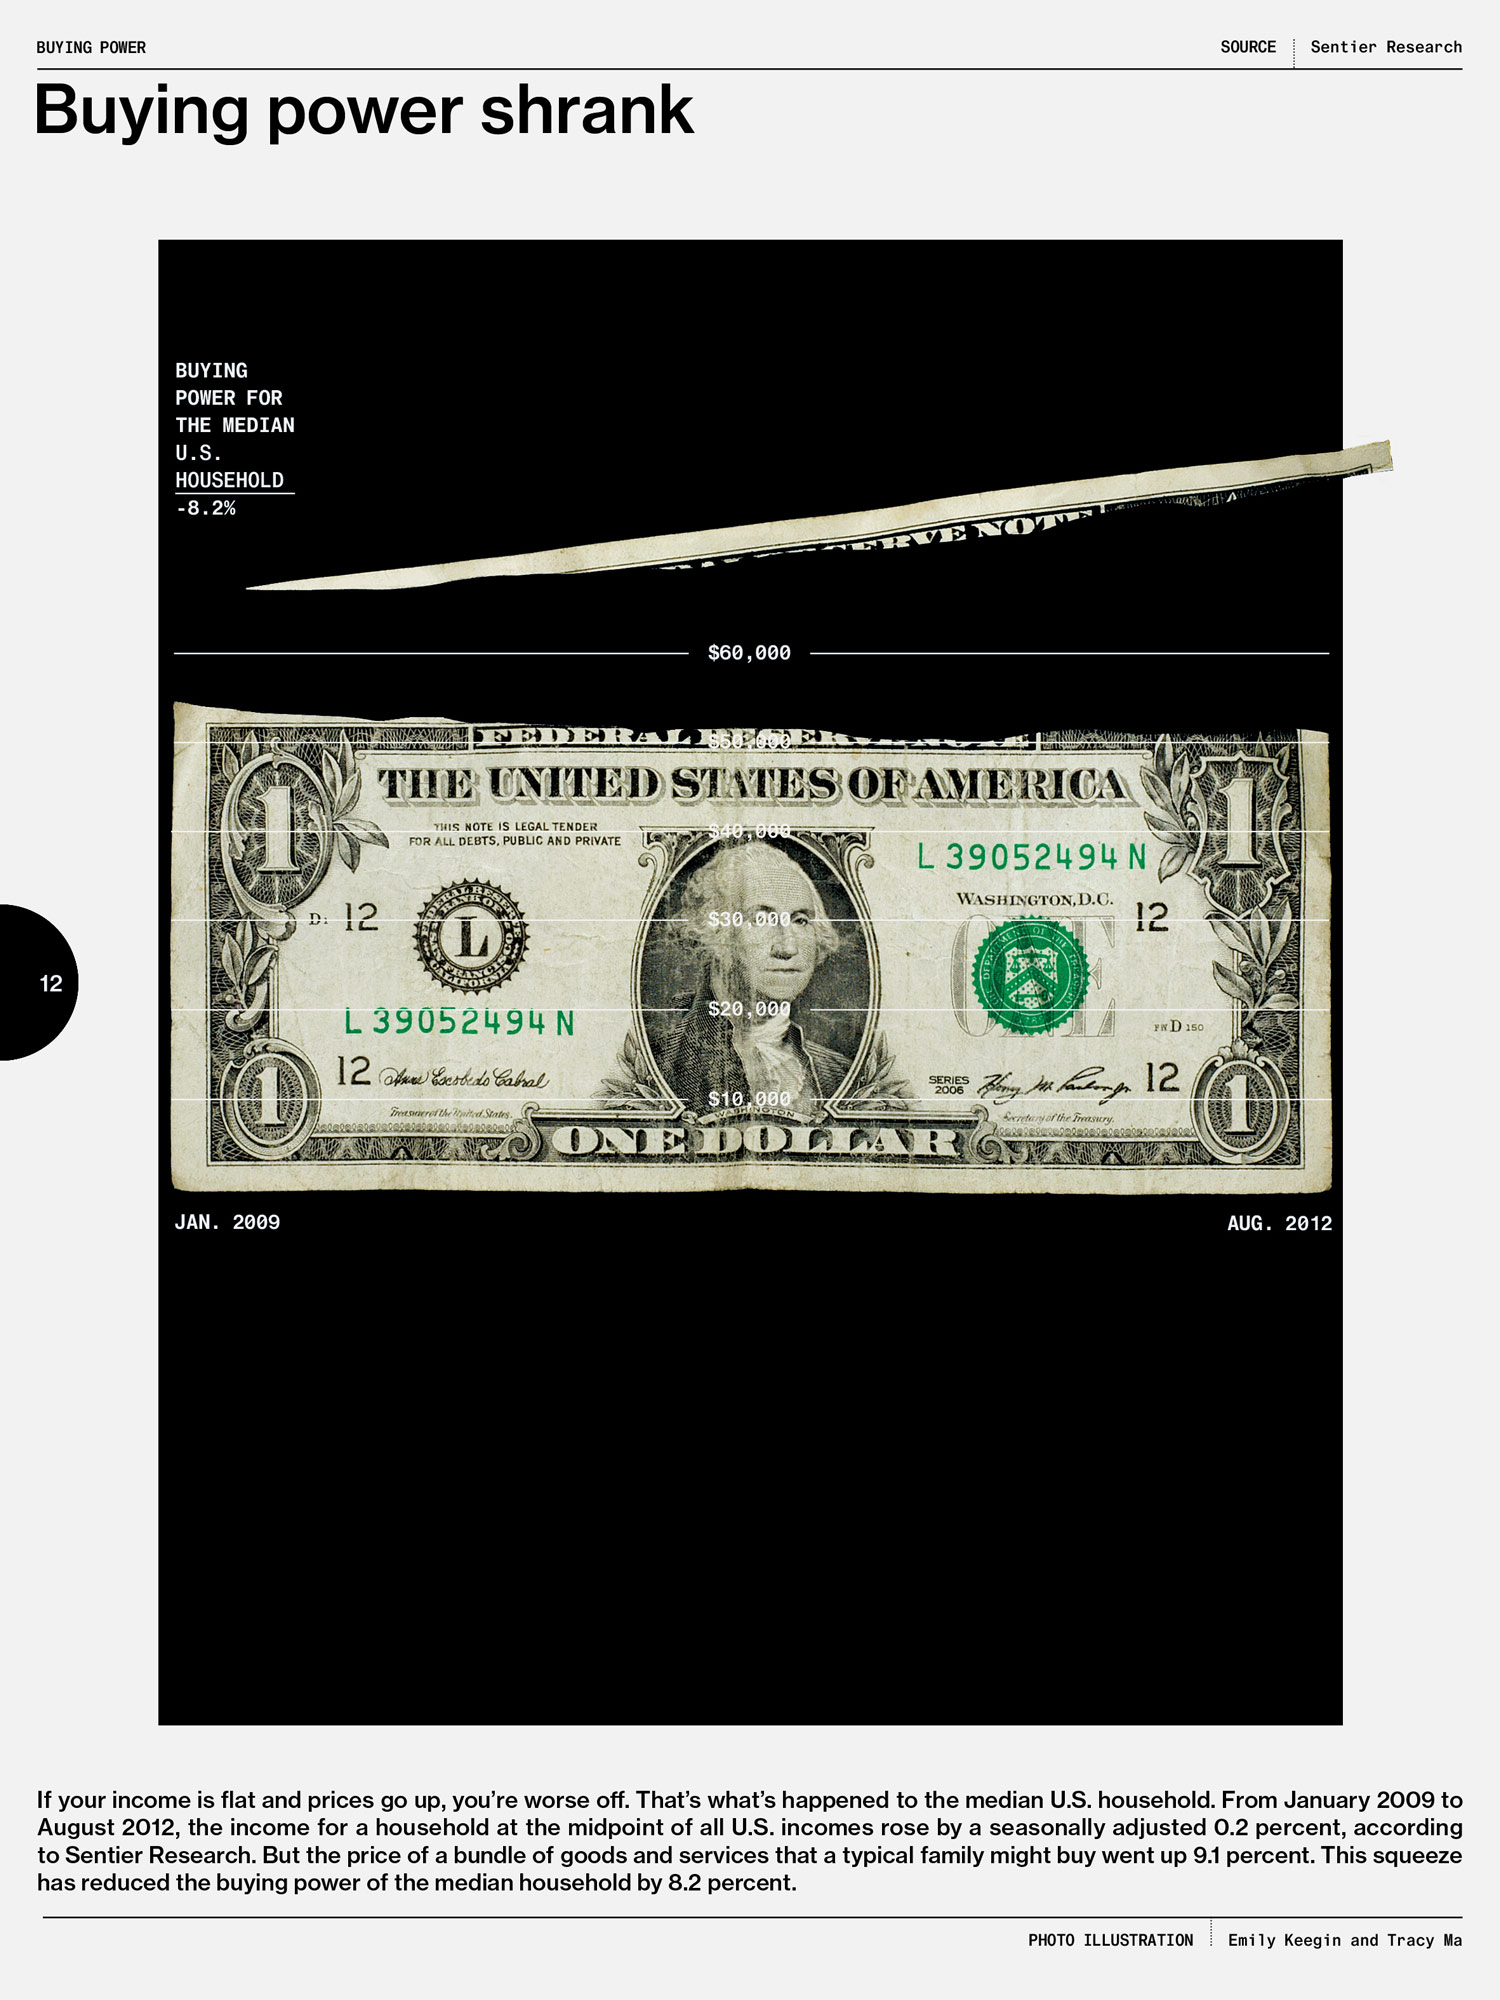 BUYING POWER
SOURCE Sentier Research
Buying power shrank
BUYING
POWER FOR
THE MEDIAN
U.S.
HOUSEHOLD
-8.2%
SERVE NOTE
$60,000
FEDERAL RESERVE NOTE
$50,000
THE UNITED STATES OF AMERICA
1
1
THIS NOTE IS LEGAL TENDER
FOR ALL DEBTS, PUBLIC AND PRIVATE
$40,000
L 39052494 N
WASHINGTON, D.C.
12
12
$30,000
L
12
$20,000
L 39052494 N
FW D 150
12
SERIES
2006
12
$10,000
Treasurer of the United States.
WASHINGTON
Secretary of the Treasury.
1
ONE DOLLAR
1
JAN. 2009
AUG. 2012
If your income is flat and prices go up, you’re worse off. That’s what’s happened to the median U.S. household. From January 2009 to
August 2012, the income for a household at the midpoint of all U.S. incomes rose by a seasonally adjusted 0.2 percent, according
to Sentier Research. But the price of a bundle of goods and services that a typical family might buy went up 9.1 percent. This squeeze
has reduced the buying power of the median household by 8.2 percent.
PHOTO ILLUSTRATION Emily Keegin and Tracy Ma